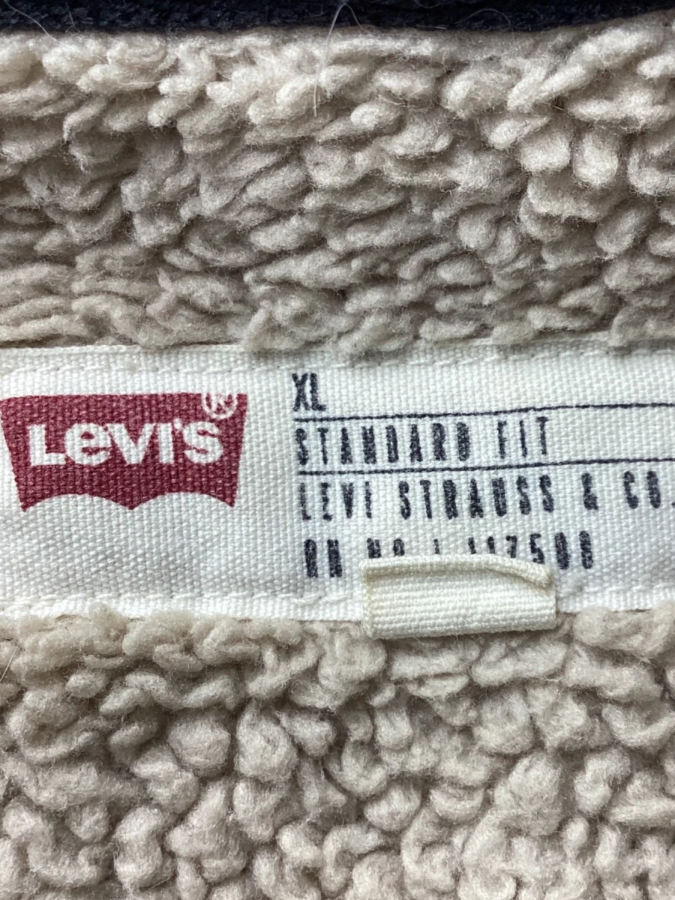 LEVI'S®
XL
STANDARD FIT
LEVI STRAUSS & CO.
RN